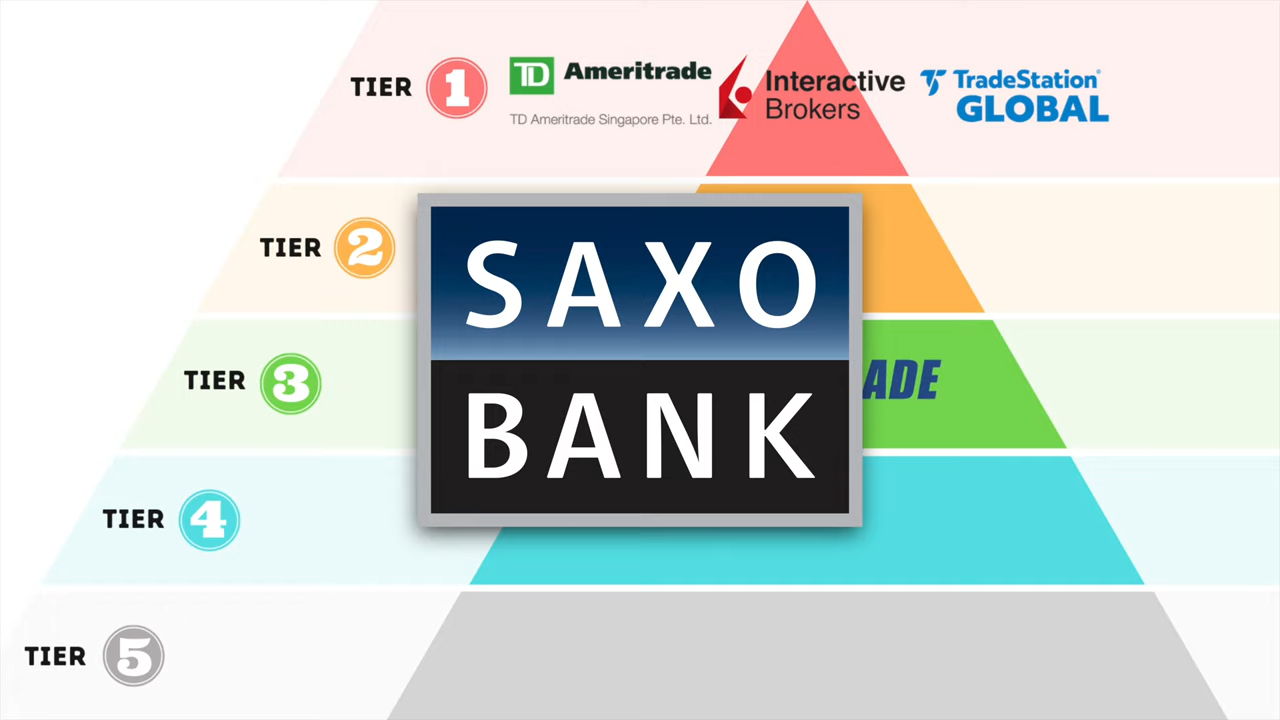 TIER 1
TD Ameritrade
TD Ameritrade Singapore Pte. Ltd.
Interactive
Brokers
TradeStation®
GLOBAL
TIER 2
SAXO
BANK
TIER 3
ADE
TIER 4
TIER 5